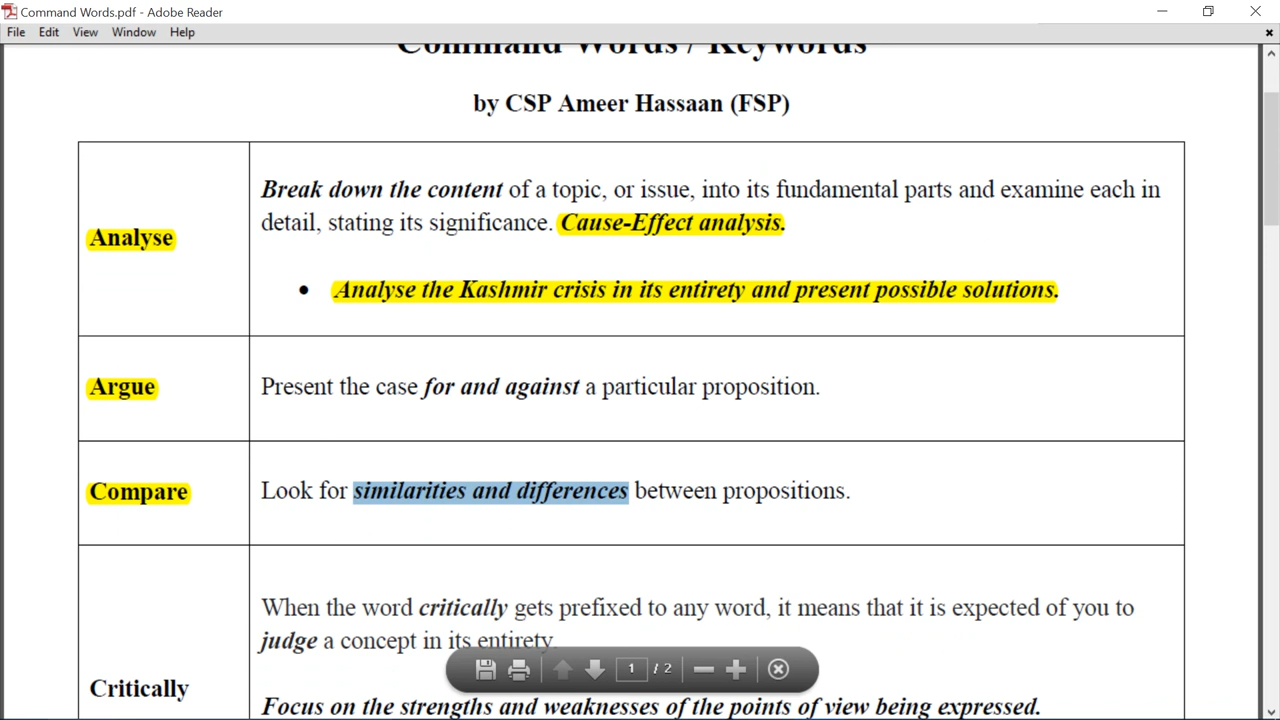 Command Words.pdf - Adobe Reader
File Edit View Window Help
Command Words / Keywords
by CSP Ameer Hassaan (FSP)
Analyse
Break down the content of a topic, or issue, into its fundamental parts and examine each in
detail, stating its significance. Cause-Effect analysis.
• Analyse the Kashmir crisis in its entirety and present possible solutions.
Argue
Present the case for and against a particular proposition.
Compare
Look for similarities and differences between propositions.
Critically
When the word critically gets prefixed to any word, it means that it is expected of you to
judge a concept in its entirety.
Focus on the strengths and weaknesses of the points of view being expressed.
1 / 2